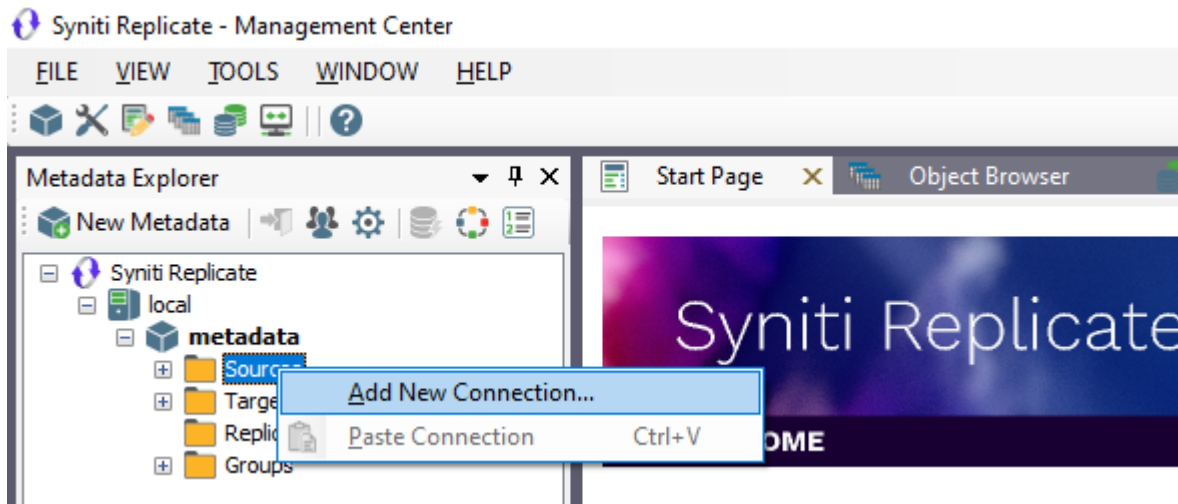 Syniti Replicate - Management Center
FILE VIEW TOOLS WINDOW HELP
Metadata Explorer
Start Page
Object Browser
New Metadata
Syniti Replicate
local
metadata
Sources
Add New Connection...
Paste Connection Ctrl+V
Groups
Syniti Replicate